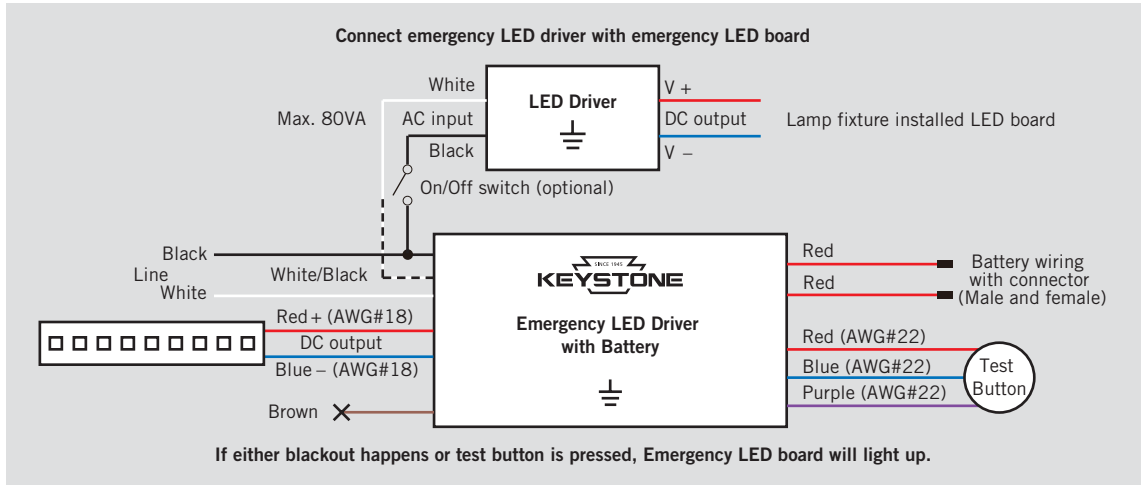 Connect emergency LED driver with emergency LED board
White
V +
LED Driver
Max. 80VA
AC input
DC output
Lamp fixture installed LED board
Black
V –
On/Off switch (optional)
Black
Line
White/Black
White
SINCE 1945
KEYSTONE
Red
Red
Battery wiring
with connector
(Male and female)
Red + (AWG#18)
DC output
Blue – (AWG#18)
Emergency LED Driver
with Battery
Red (AWG#22)
Blue (AWG#22)
Purple (AWG#22)
Test
Button
Brown
If either blackout happens or test button is pressed, Emergency LED board will light up.